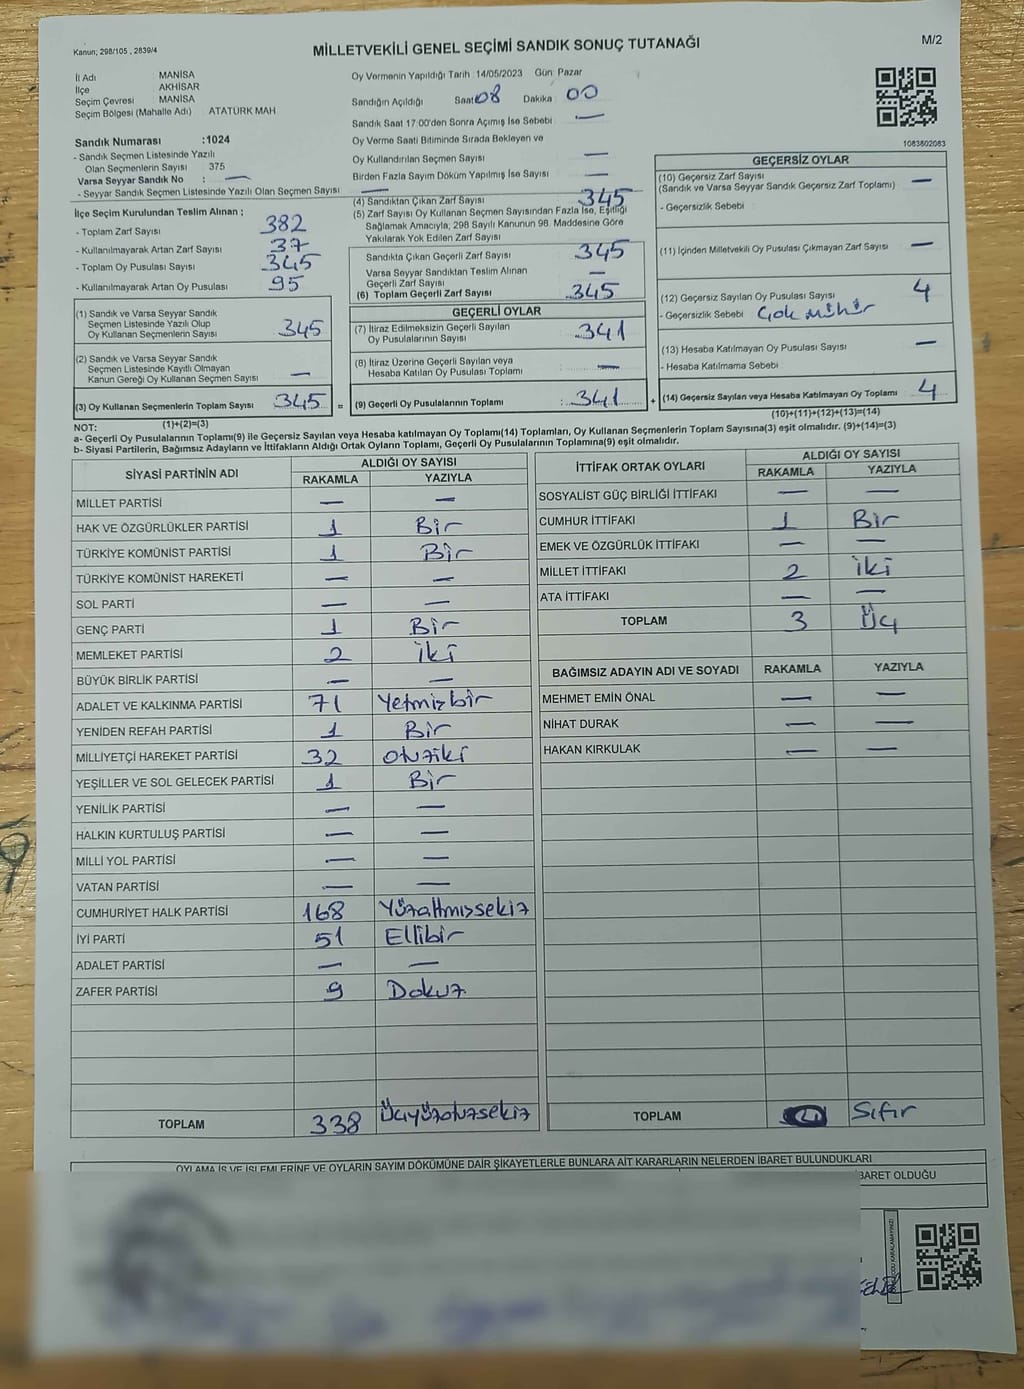 Kanun; 298/105 , 2839/4
MİLLETVEKİLİ GENEL SEÇİMİ SANDIK SONUÇ TUTANAĞI
M/2
İl Adı MANİSA
İlçe AKHİSAR
Seçim Çevresi MANİSA
Seçim Bölgesi (Mahalle Adı) ATATÜRK MAH
Oy Vermenin Yapıldığı Tarih : 14/05/2023 Gün: Pazar
Sandığın Açıldığı Saat 08 Dakika : 00
Sandık Saat 17:00'den Sonra Açımış İse Sebebi : —
Oy Verme Saati Bitiminde Sırada Bekleyen ve
Oy Kullandırılan Seçmen Sayısı —
Birden Fazla Sayım Döküm Yapılmış İse Sayısı : —
1083802083
Sandık Numarası :1024
- Sandık Seçmen Listesinde Yazılı
Olan Seçmenlerin Sayısı 375
Varsa Seyyar Sandık No : —
- Seyyar Sandık Seçmen Listesinde Yazılı Olan Seçmen Sayısı : —
İlçe Seçim Kurulundan Teslim Alınan ;
- Toplam Zarf Sayısı 382
- Kullanılmayarak Artan Zarf Sayısı 37
- Toplam Oy Pusulası Sayısı 345
- Kullanılmayarak Artan Oy Pusulası 95
(1) Sandık ve Varsa Seyyar Sandık
Seçmen Listesinde Yazılı Olup
Oy Kullanan Seçmenlerin Sayısı 345
(2) Sandık ve Varsa Seyyar Sandık
Seçmen Listesinde Kayıtlı Olmayan
Kanun Gereği Oy Kullanan Seçmen Sayısı : —
(3) Oy Kullanan Seçmenlerin Toplam Sayısı 345 =
(1)+(2)=(3)
(4) Sandıktan Çıkan Zarf Sayısı 345
(5) Zarf Sayısı Oy Kullanan Seçmen Sayısından Fazla İse, Eşitliği
Sağlamak Amacıyla; 298 Sayılı Kanunun 98. Maddesine Göre
Yakılarak Yok Edilen Zarf Sayısı
Sandıkta Çıkan Geçerli Zarf Sayısı 345
Varsa Seyyar Sandıktan Teslim Alınan
Geçerli Zarf Sayısı —
(6) Toplam Geçerli Zarf Sayısı 345
GEÇERLİ OYLAR
(7) İtiraz Edilmeksizin Geçerli Sayılan
Oy Pusulalarının Sayısı : 341
(8) İtiraz Üzerine Geçerli Sayılan veya
Hesaba Katılan Oy Pusulası Toplamı : —
(9) Geçerli Oy Pusulalarının Toplamı : 341 +
GEÇERSİZ OYLAR
(10) Geçersiz Zarf Sayısı —
(Sandık ve Varsa Seyyar Sandık Geçersiz Zarf Toplamı)
- Geçersizlik Sebebi
(11) İçinden Milletvekili Oy Pusulası Çıkmayan Zarf Sayısı —
(12) Geçersiz Sayılan Oy Pusulası Sayısı 4
- Geçersizlik Sebebi Çok mühür
(13) Hesaba Katılmayan Oy Pusulası Sayısı —
- Hesaba Katılmama Sebebi
(14) Geçersiz Sayılan veya Hesaba Katılmayan Oy Toplamı 4
(10)+(11)+(12)+(13)=(14)
NOT:
a- Geçerli Oy Pusulalarının Toplamı(9) ile Geçersiz Sayılan veya Hesaba katılmayan Oy Toplamı(14) Toplamları, Oy Kullanan Seçmenlerin Toplam Sayısına(3) eşit olmalıdır. (9)+(14)=(3)
b- Siyasi Partilerin, Bağımsız Adayların ve İttifakların Aldığı Ortak Oyların Toplamı, Geçerli Oy Pusulalarının Toplamına(9) eşit olmalıdır.
SİYASİ PARTİNİN ADI ALDIĞI OY SAYISI
RAKAMLA YAZIYLA
MİLLET PARTİSİ — —
HAK VE ÖZGÜRLÜKLER PARTİSİ 1 Bir
TÜRKİYE KOMÜNİST PARTİSİ 1 Bir
TÜRKİYE KOMÜNİST HAREKETİ — —
SOL PARTİ — —
GENÇ PARTİ 1 Bir
MEMLEKET PARTİSİ 2 iki
BÜYÜK BİRLİK PARTİSİ — —
ADALET VE KALKINMA PARTİSİ 71 Yetmişbir
YENİDEN REFAH PARTİSİ 1 Bir
MİLLİYETÇİ HAREKET PARTİSİ 32 otuziki
YEŞİLLER VE SOL GELECEK PARTİSİ 1 Bir
YENİLİK PARTİSİ — —
HALKIN KURTULUŞ PARTİSİ — —
MİLLİ YOL PARTİSİ — —
VATAN PARTİSİ — —
CUMHURİYET HALK PARTİSİ 168 Yüzaltmışsekiz
İYİ PARTİ 51 Ellibir
ADALET PARTİSİ — —
ZAFER PARTİSİ 9 Dokuz
TOPLAM 338 Üçyüzotuzsekiz
İTTİFAK ORTAK OYLARI ALDIĞI OY SAYISI
RAKAMLA YAZIYLA
SOSYALİST GÜÇ BİRLİĞİ İTTİFAKI — —
CUMHUR İTTİFAKI 1 Bir
EMEK VE ÖZGÜRLÜK İTTİFAKI — —
MİLLET İTTİFAKI 2 iki
ATA İTTİFAKI — —
TOPLAM 3 Üç
BAĞIMSIZ ADAYIN ADI VE SOYADI RAKAMLA YAZIYLA
MEHMET EMİN ÖNAL — —
NİHAT DURAK — —
HAKAN KIRKULAK — —
TOPLAM Sıfır
OYLAMA İŞ VE İŞLEMLERİNE VE OYLARIN SAYIM DÖKÜMÜNE DAİR ŞİKAYETLERLE BUNLARA AİT KARARLARIN NELERDEN İBARET BULUNDUKLARI
BARET OLDUĞU